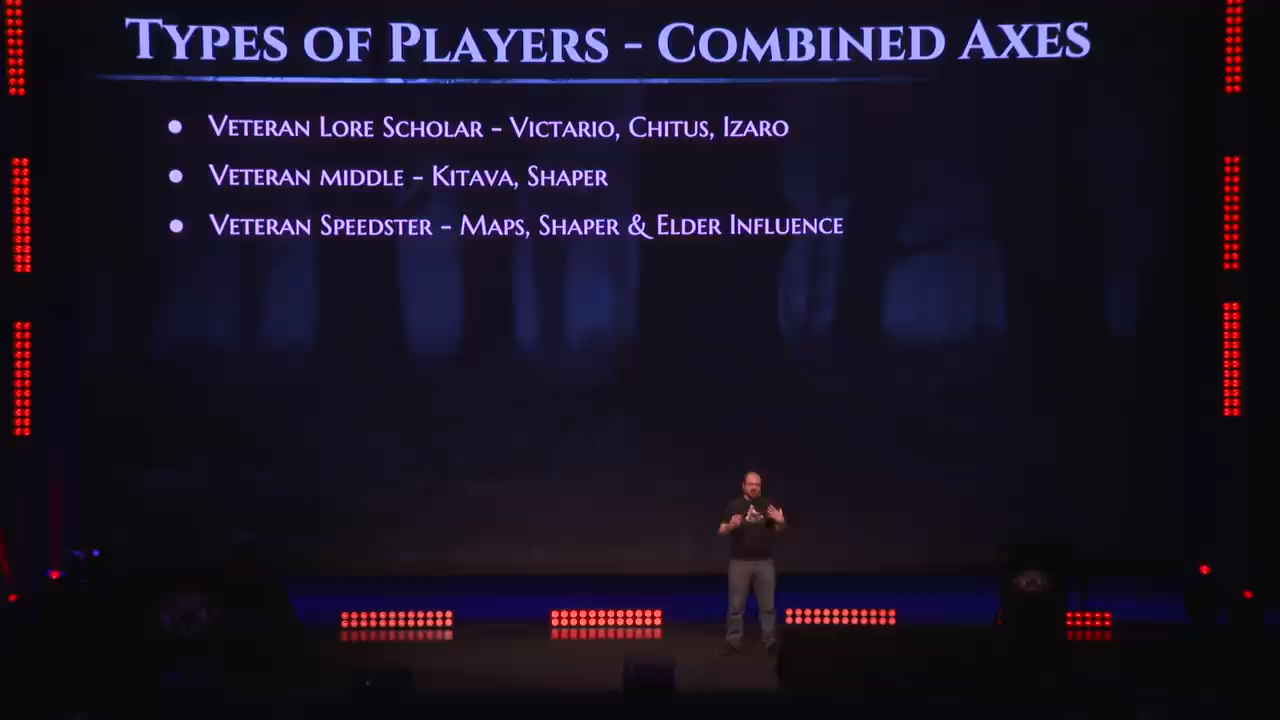 Types of Players - Combined Axes
Veteran Lore Scholar - Victario, Chitus, Izaro
Veteran middle - Kitava, Shaper
Veteran Speedster - Maps, Shaper & Elder Influence